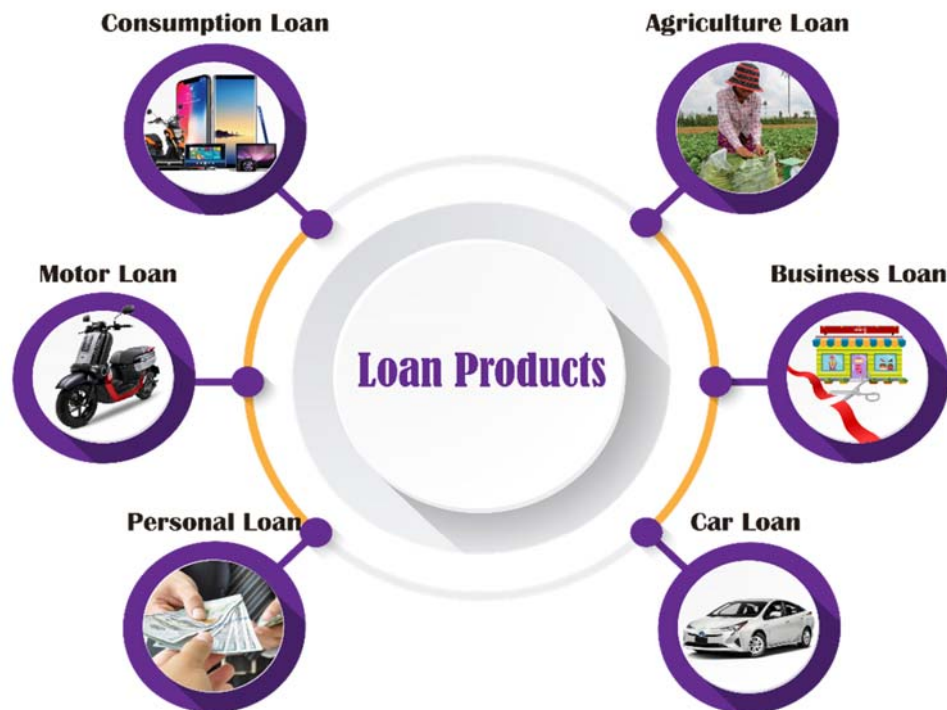 Consumption Loan
Agriculture Loan
Motor Loan
Business Loan
Loan Products
Personal Loan
Car Loan